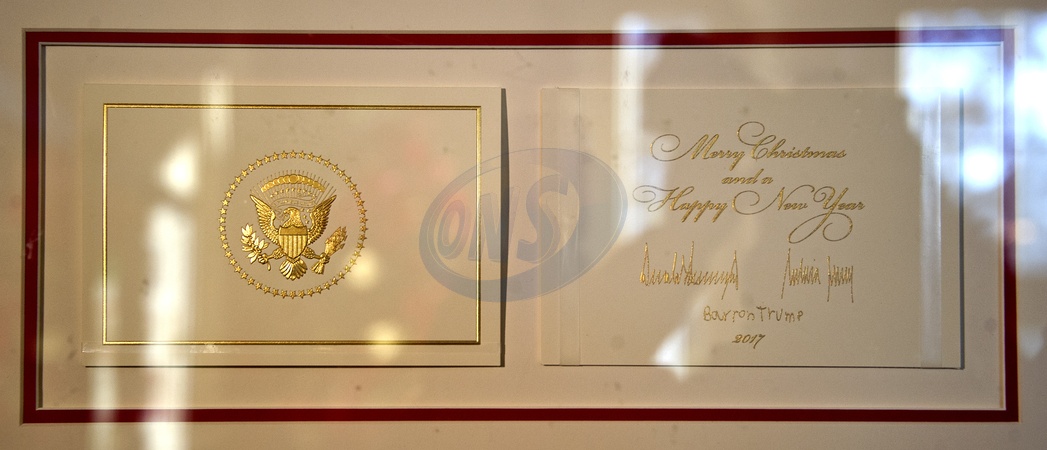 ONS
Merry Christmas
and a
Happy New Year
Barron Trump
2017